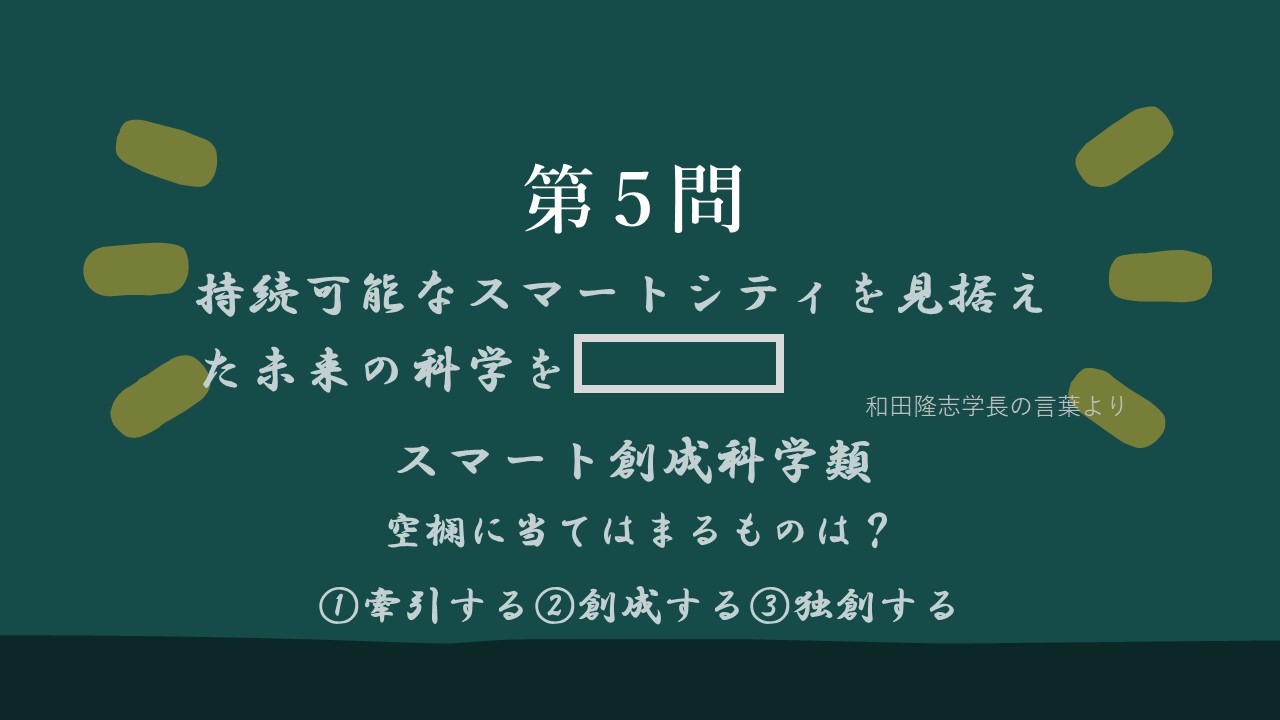 第5問
持続可能なスマートシティを見据え
た未来の科学を
和田隆志学長の言葉より
スマート創成科学類
空欄に当てはまるものは？
①牽引する②創成する③独創する